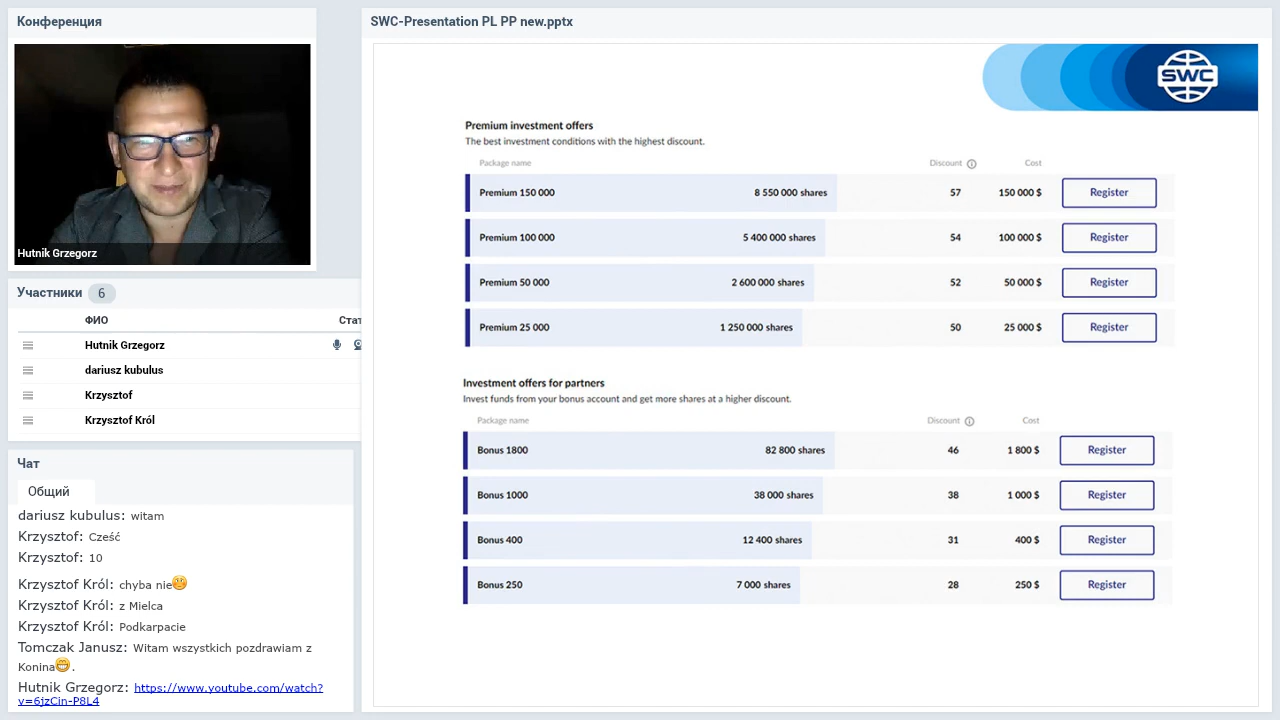 Конференция
Hutnik Grzegorz
Участники 6
ФИО Стат
Hutnik Grzegorz
dariusz kubulus
Krzysztof
Krzysztof Król
Чат
Общий
dariusz kubulus: witam
Krzysztof: Cześć
Krzysztof: 10
Krzysztof Król: chyba nie
Krzysztof Król: z Mielca
Krzysztof Król: Podkarpacie
Tomczak Janusz: Witam wszystkich pozdrawiam z
Konina.
Hutnik Grzegorz: https://www.youtube.com/watch?
v=6jzCin-P8L4
SWC-Presentation PL PP new.pptx
SWC
Premium investment offers
The best investment conditions with the highest discount.
Package name Discount Cost
Premium 150 000 8 550 000 shares 57 150 000 $ Register
Premium 100 000 5 400 000 shares 54 100 000 $ Register
Premium 50 000 2 600 000 shares 52 50 000 $ Register
Premium 25 000 1 250 000 shares 50 25 000 $ Register
Investment offers for partners
Invest funds from your bonus account and get more shares at a higher discount.
Package name Discount Cost
Bonus 1800 82 800 shares 46 1 800 $ Register
Bonus 1000 38 000 shares 38 1 000 $ Register
Bonus 400 12 400 shares 31 400 $ Register
Bonus 250 7 000 shares 28 250 $ Register